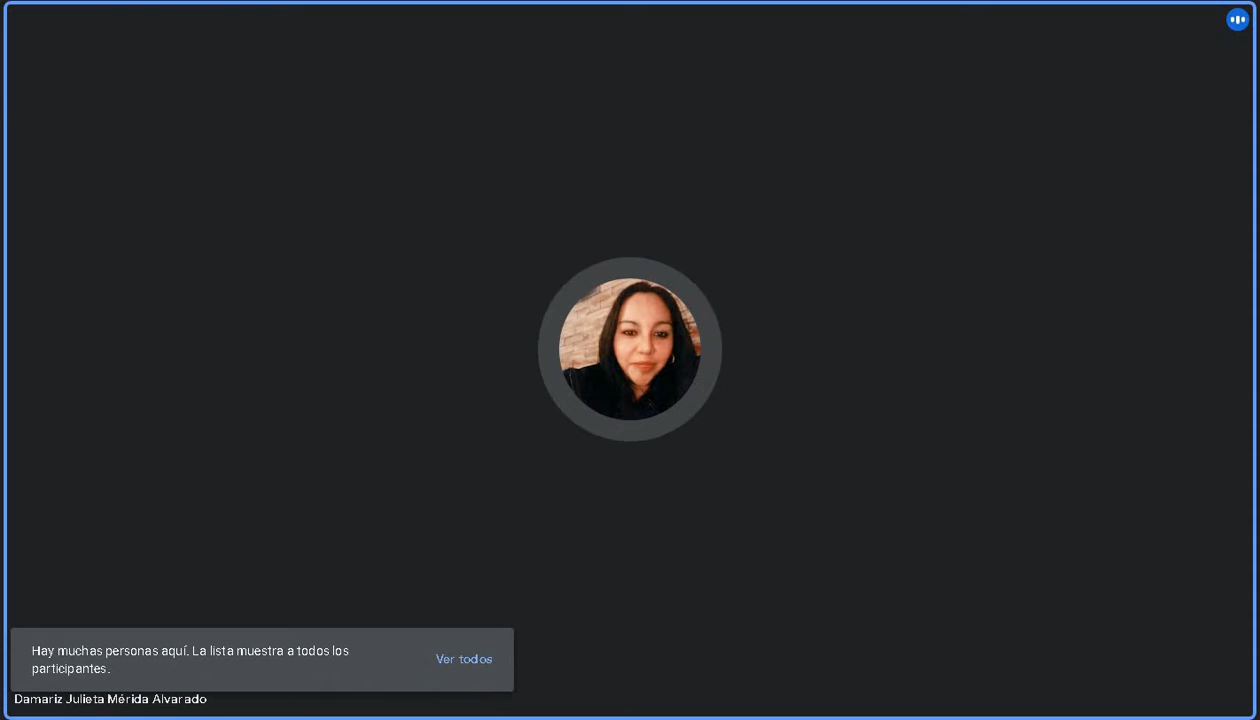 Hay muchas personas aquí. La lista muestra a todos los
participantes.
Ver todos
Damariz Julieta Mérida Alvarado